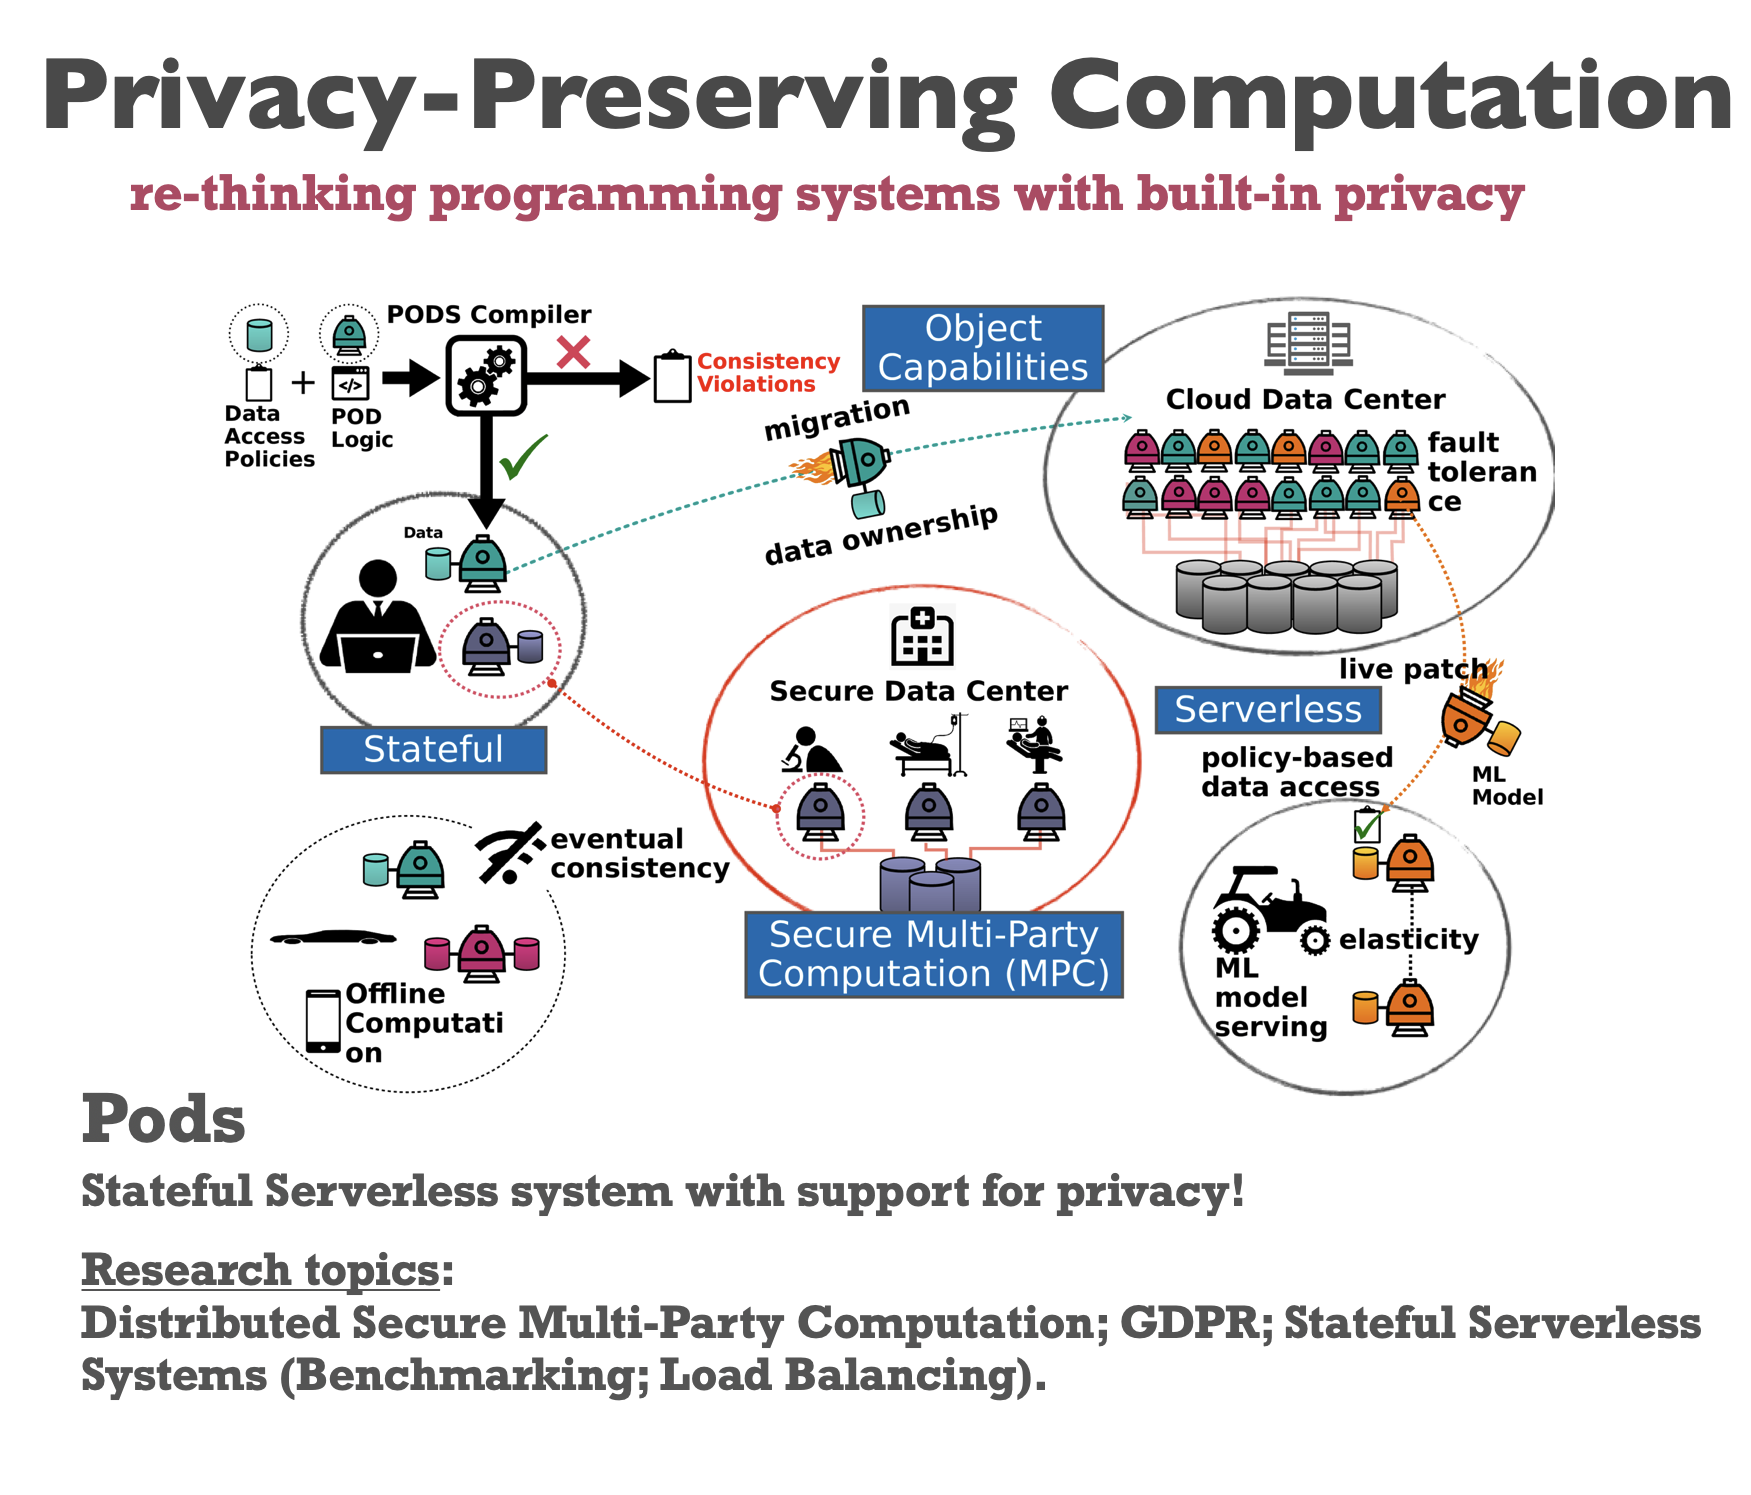 Privacy-Preserving Computation
re-thinking programming systems with built-in privacy
PODS Compiler
Data
Access
Policies
+
</>
POD
Logic
Consistency
Violations
Object
Capabilities
migration
data ownership
Cloud Data Center
fault
toleran
ce
Data
Stateful
Secure Data Center
live patch
Serverless
policy-based
data access
ML
Model
eventual
consistency
Offline
Computati
on
Secure Multi-Party
Computation (MPC)
elasticity
ML
model
serving
Pods
Stateful Serverless system with support for privacy!
Research topics:
Distributed Secure Multi-Party Computation; GDPR; Stateful Serverless
Systems (Benchmarking; Load Balancing).